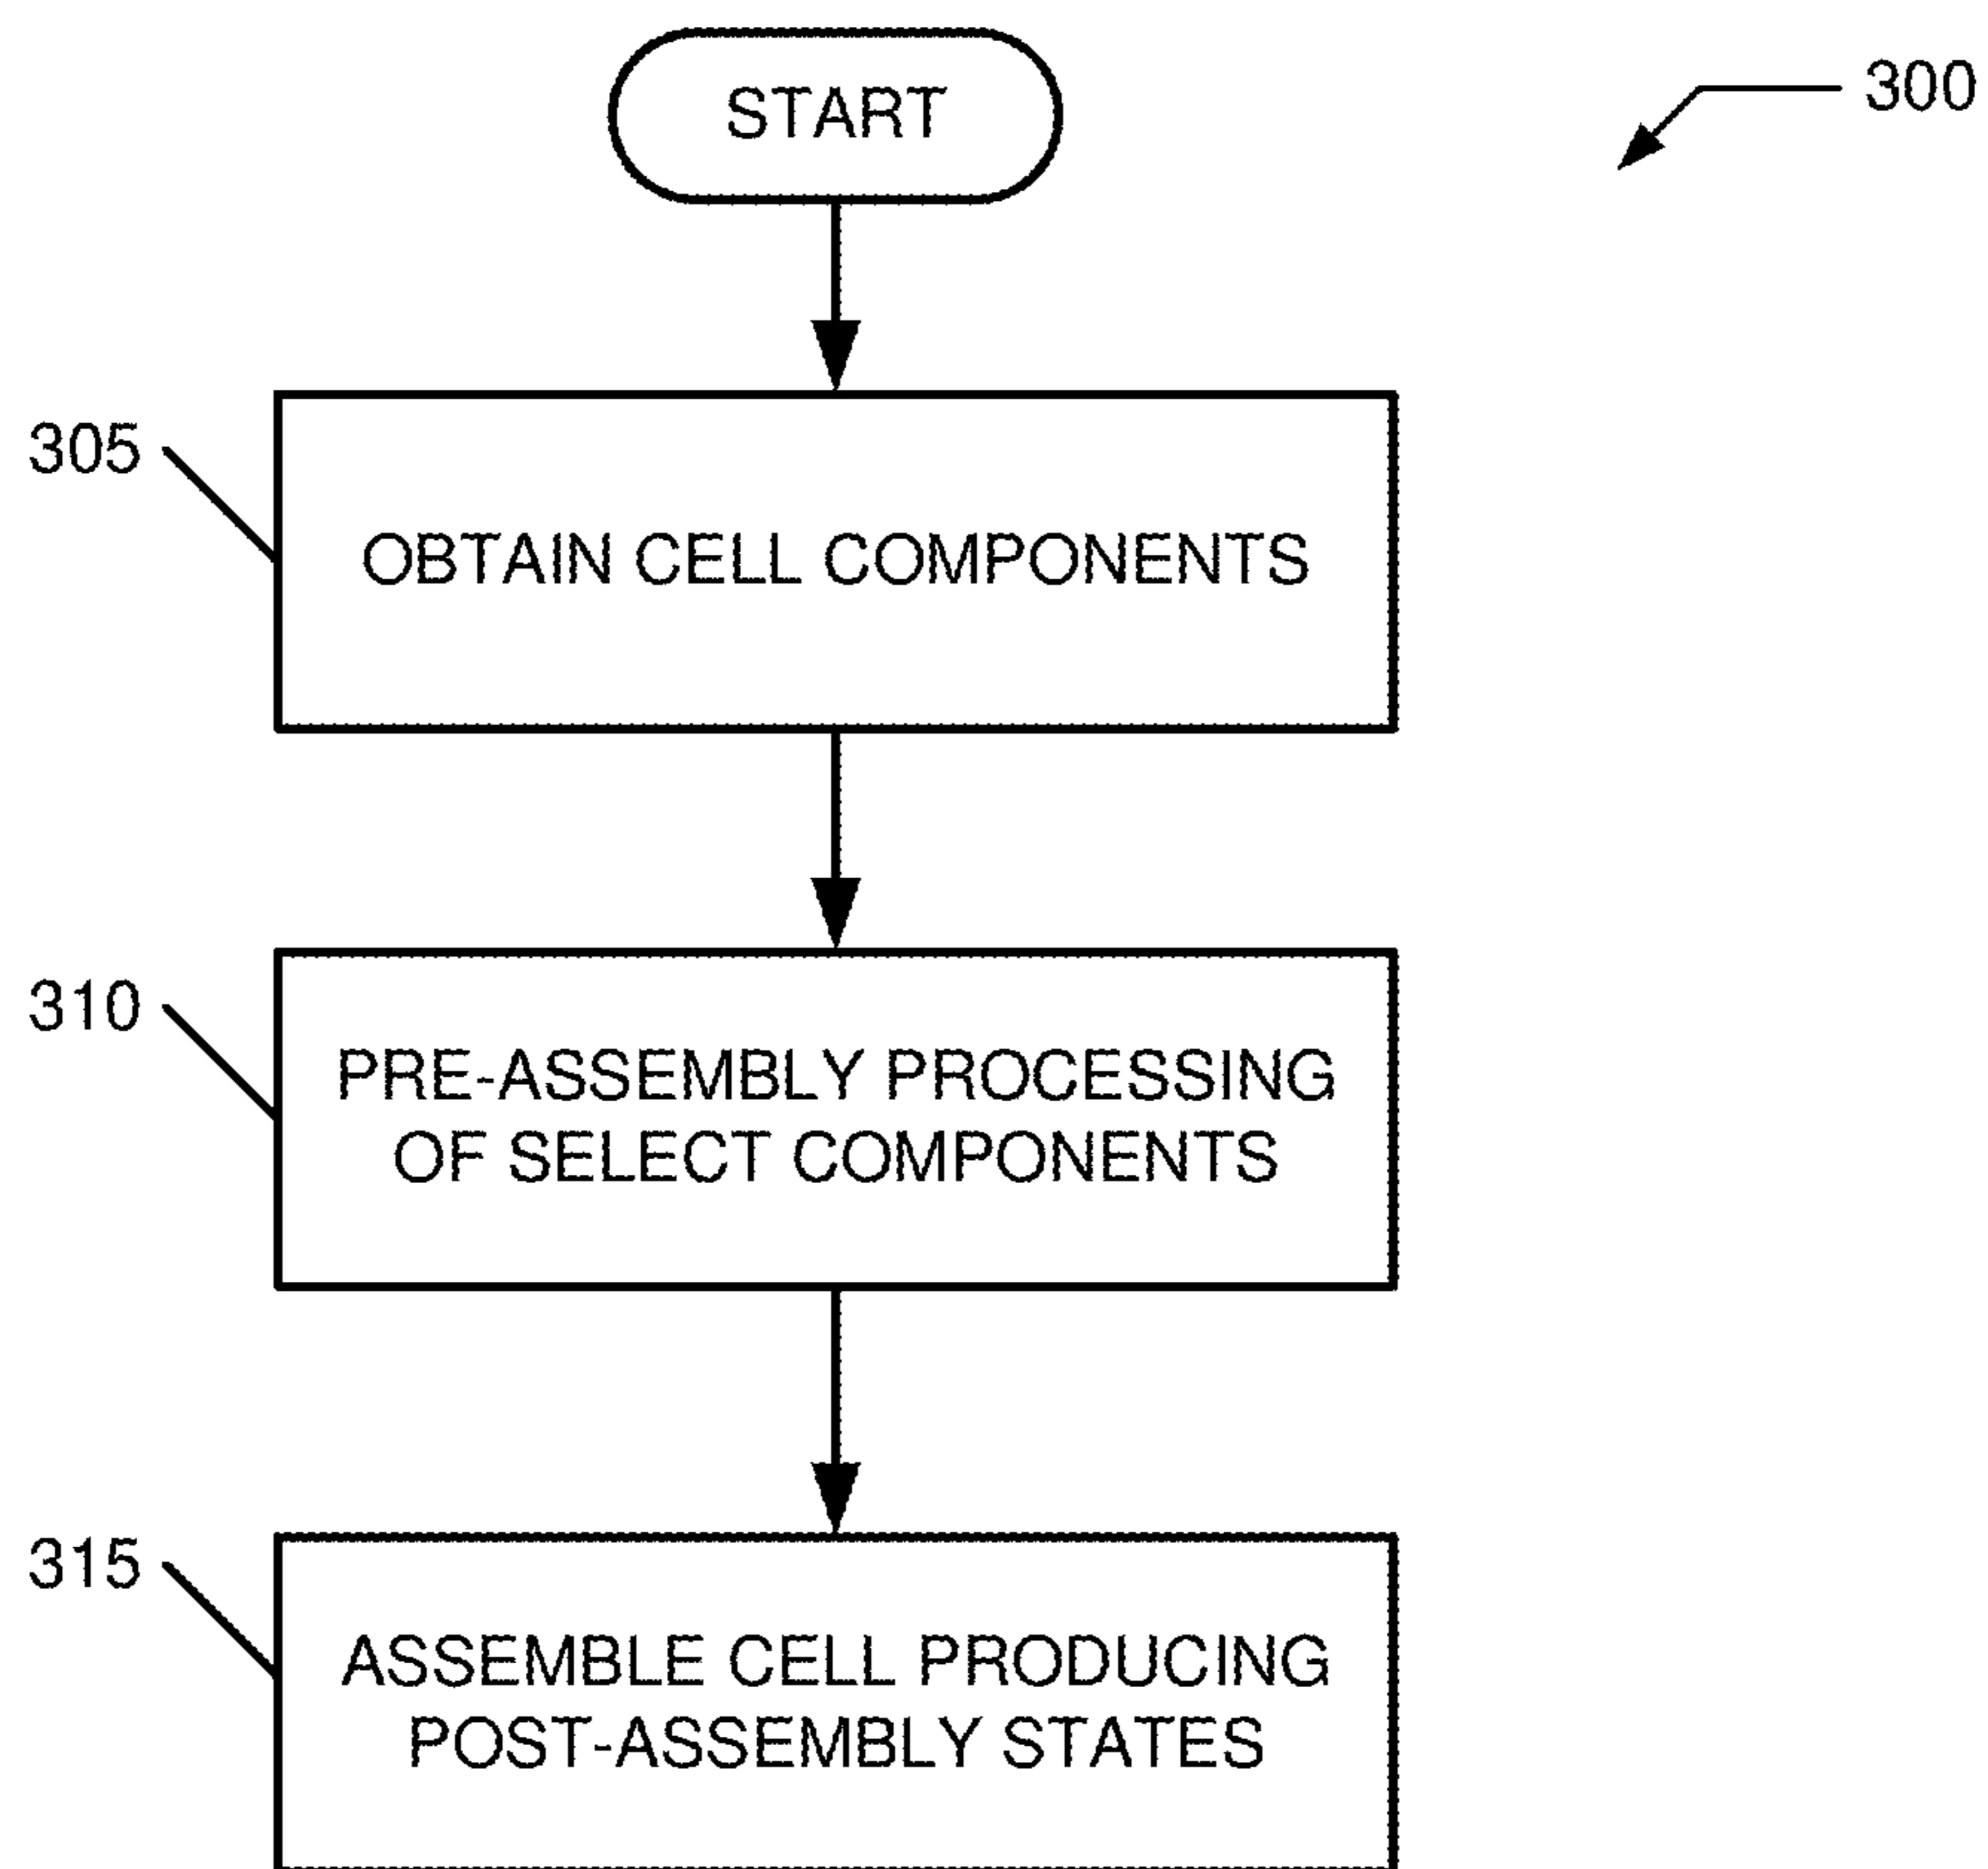 START
300
305
OBTAIN CELL COMPONENTS
310
PRE-ASSEMBLY PROCESSING
OF SELECT COMPONENTS
315
ASSEMBLE CELL PRODUCING
POST-ASSEMBLY STATES